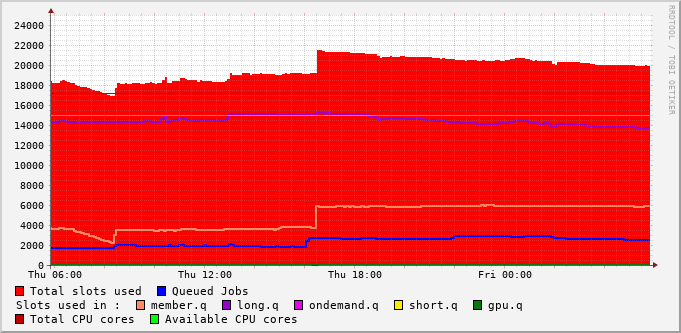 RRDTOOL / TOBI OETIKER
24000
22000
20000
18000
16000
14000
12000
10000
8000
6000
4000
2000
0
Thu 06:00 Thu 12:00 Thu 18:00 Fri 00:00
Total slots used Queued Jobs
Slots used in : member.q long.q ondemand.q short.q gpu.q
Total CPU cores Available CPU cores